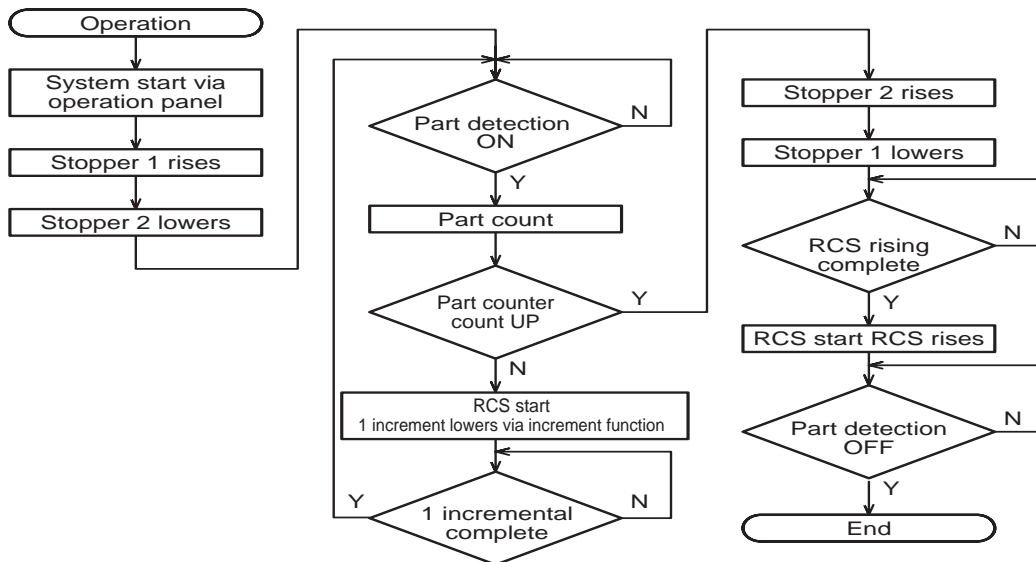 Operation
System start via
operation panel
Stopper 1 rises
Stopper 2 lowers
Part detection
ON
N
Y
Part count
Part counter
count UP
Y
N
RCS start
1 increment lowers via increment function
1 incremental
complete
Y
N
Stopper 2 rises
Stopper 1 lowers
RCS rising
complete
N
Y
RCS start RCS rises
Part detection
OFF
N
Y
End